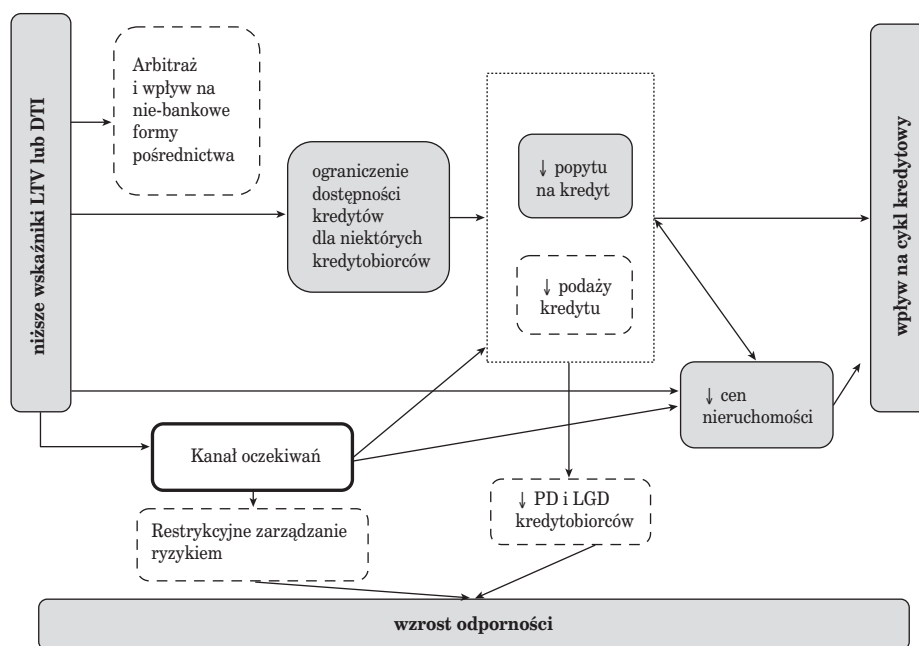 niższe wskaźniki LTV lub DTI
Arbitraż
i wpływ na
nie-bankowe
formy
pośrednictwa
ograniczenie
dostępności
kredytów
dla niektórych
kredytobiorców
↓ popytu
na kredyt
↓ podaży
kredytu
wpływ na cykl kredytowy
↓ cen
nieruchomości
Kanał oczekiwań
↓ PD i LGD
kredytobiorców
Restrykcyjne zarządzanie
ryzykiem
wzrost odporności